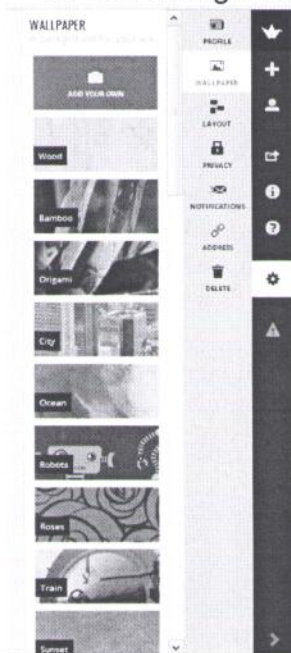 WALLPAPER
ADD YOUR OWN
Wood
Bamboo
Origami
City
Ocean
Robots
Roses
Train
Sunset
PROFILE
WALLPAPER
LAYOUT
PRIVACY
NOTIFICATIONS
ADDRESS
DELETE